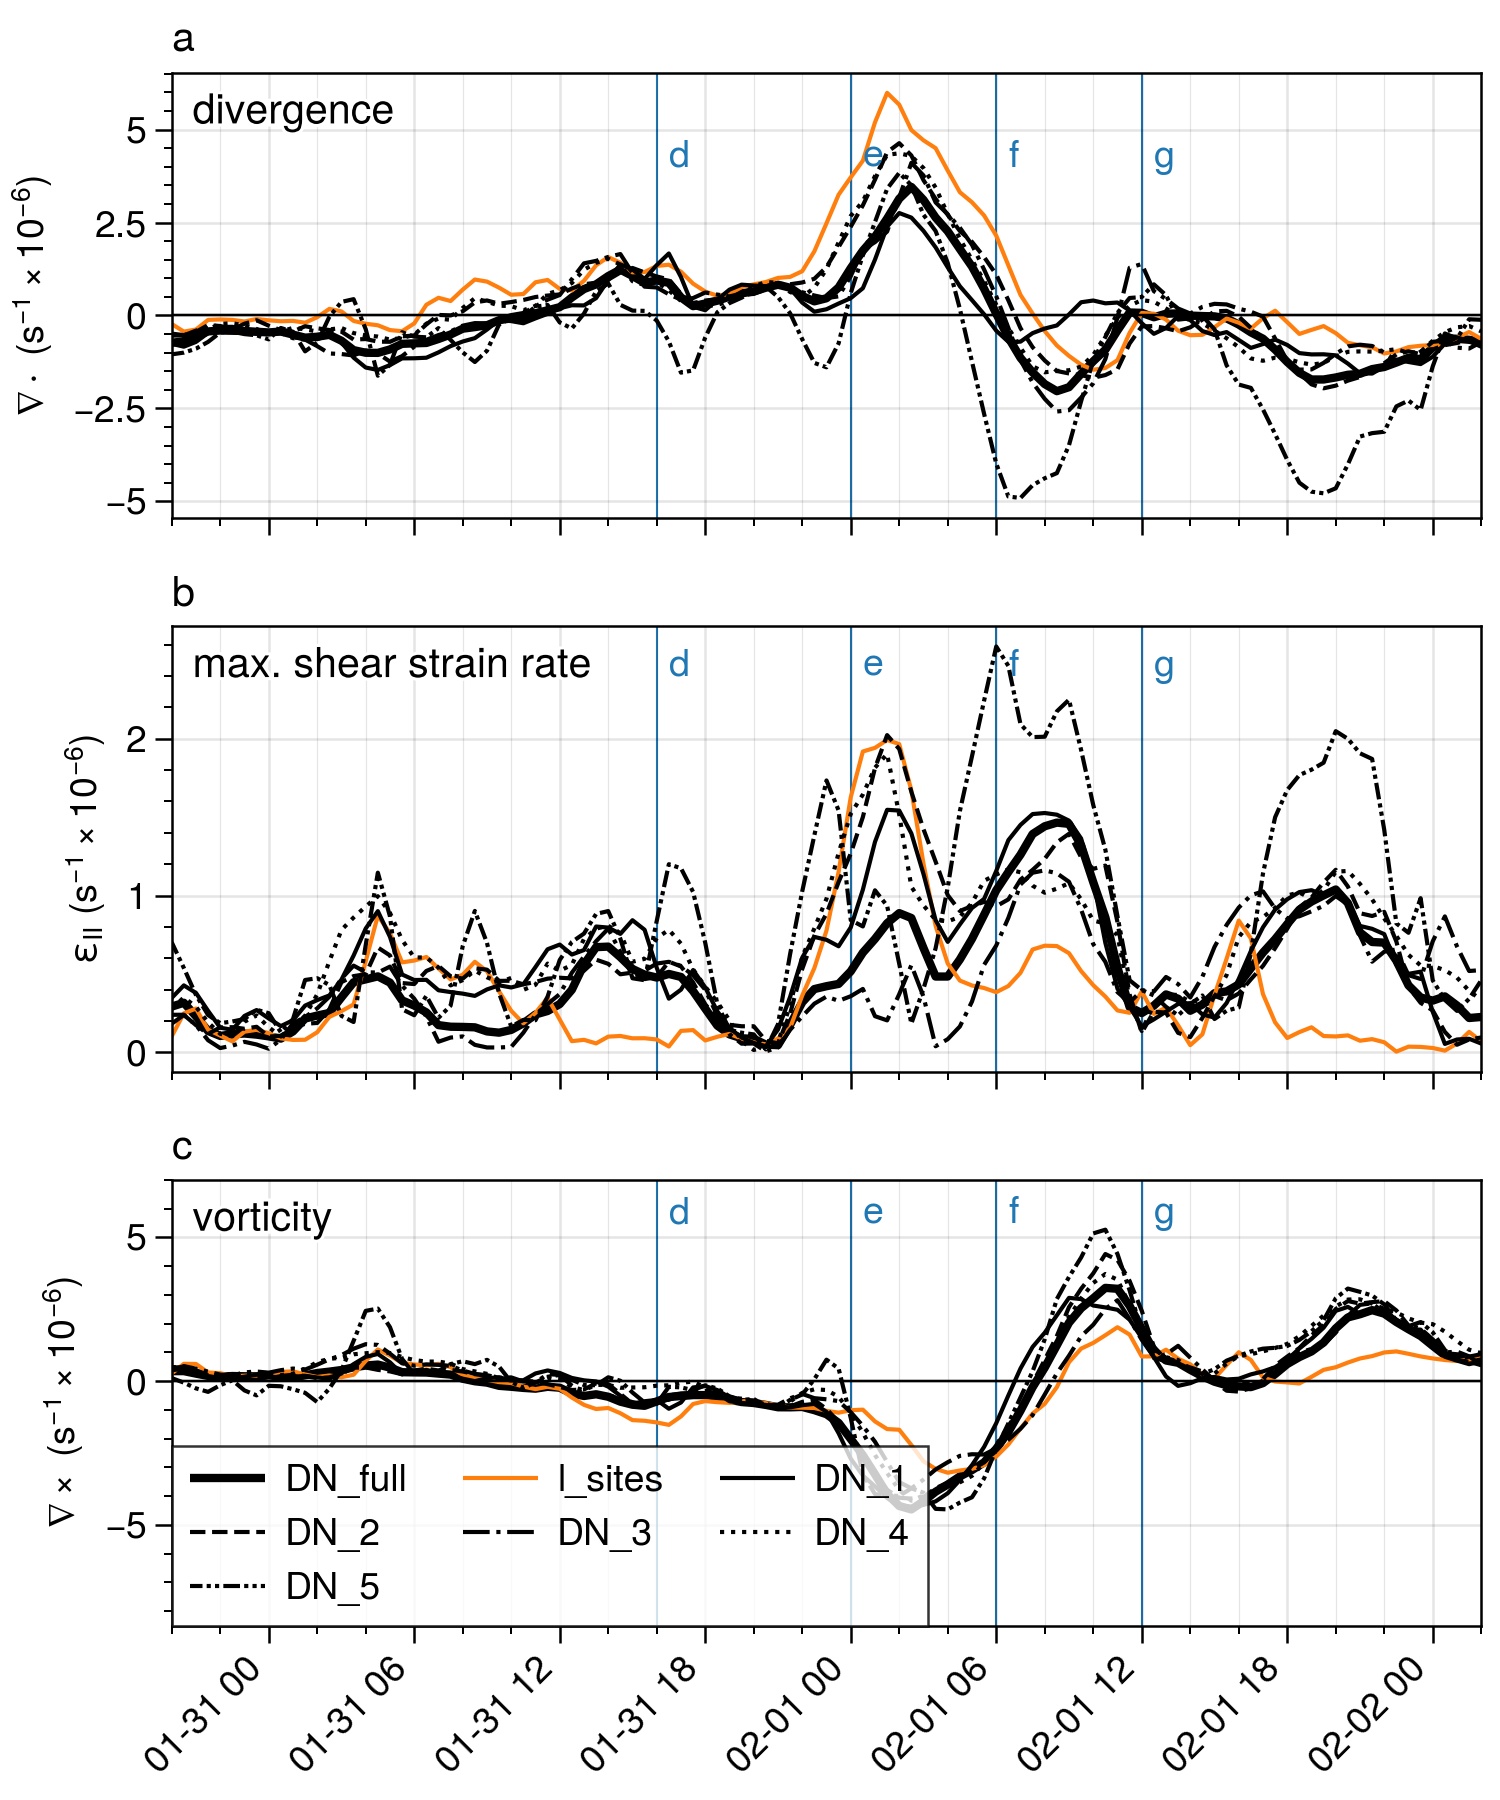 a
divergence
d e f g
5
2.5
0
−2.5
−5
∇· (s⁻¹ × 10⁻⁶)
b
max. shear strain rate
d e f g
2
1
0
εII (s⁻¹ × 10⁻⁶)
c
vorticity
d e f g
5
0
−5
∇× (s⁻¹ × 10⁻⁶)
DN_full I_sites DN_1
DN_2 DN_3 DN_4
DN_5
01-31 00
01-31 06
01-31 12
01-31 18
02-01 00
02-01 06
02-01 12
02-01 18
02-02 00